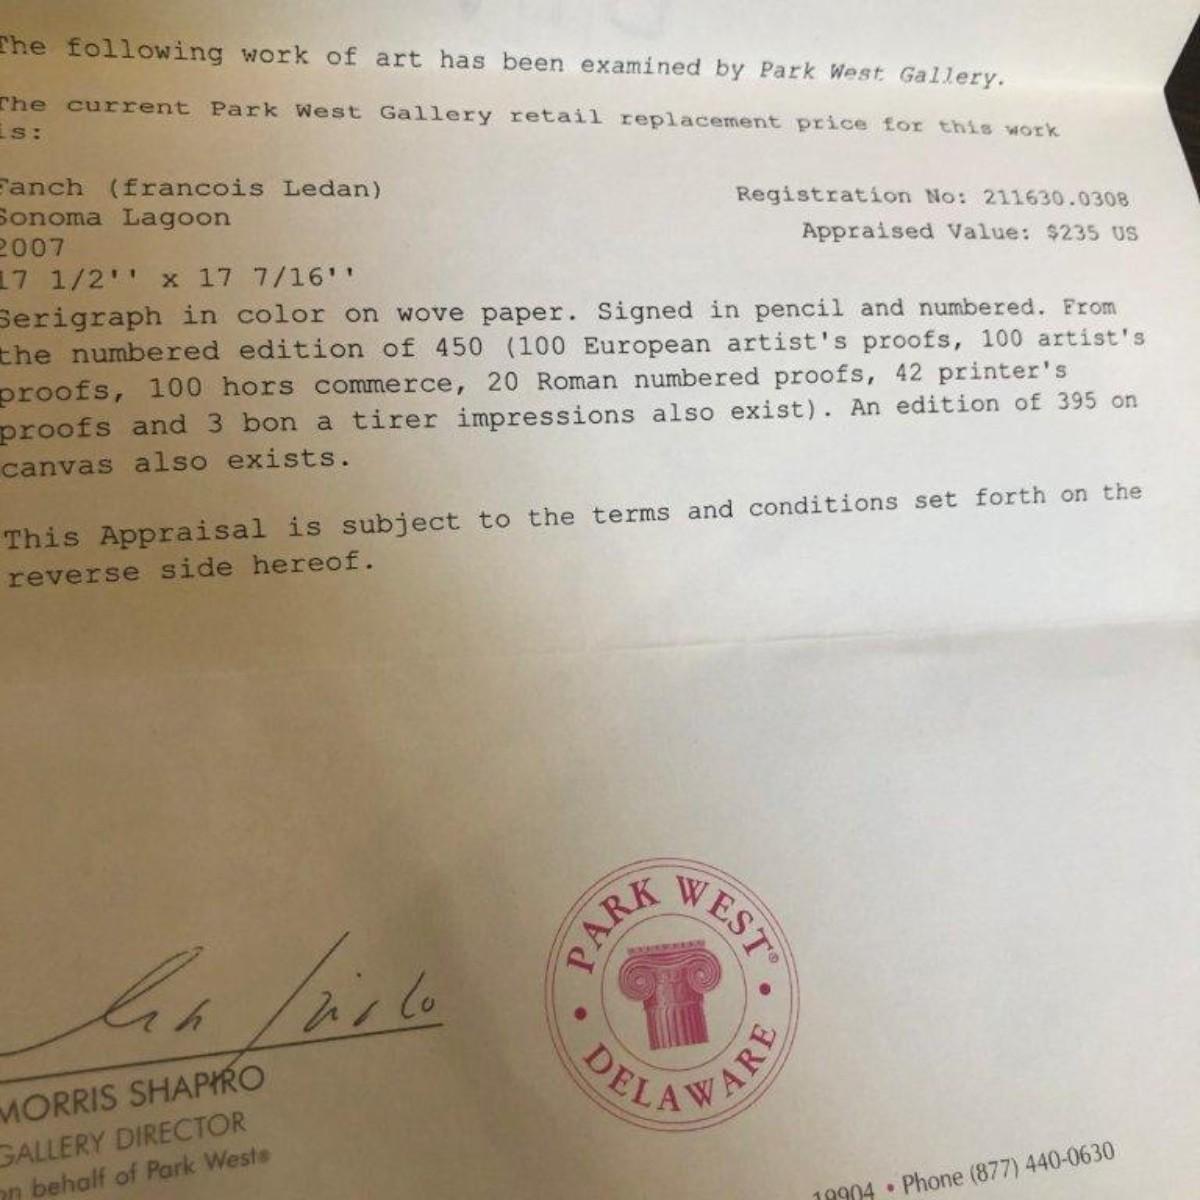 The following work of art has been examined by Park West Gallery.
The current Park West Gallery retail replacement price for this work
is:
Fanch (francois Ledan)
Registration No: 211630.0308
Sonoma Lagoon
Appraised Value: $235 US
2007
17 1/2'' x 17 7/16''
Serigraph in color on wove paper. Signed in pencil and numbered. From
the numbered edition of 450 (100 European artist's proofs, 100 artist's
proofs, 100 hors commerce, 20 Roman numbered proofs, 42 printer's
proofs and 3 bon a tirer impressions also exist). An edition of 395 on
canvas also exists.
This Appraisal is subject to the terms and conditions set forth on the
reverse side hereof.
PARK WEST®
• DELAWARE •
MORRIS SHAPIRO
GALLERY DIRECTOR
on behalf of Park West®
19904 • Phone (877) 440-0630